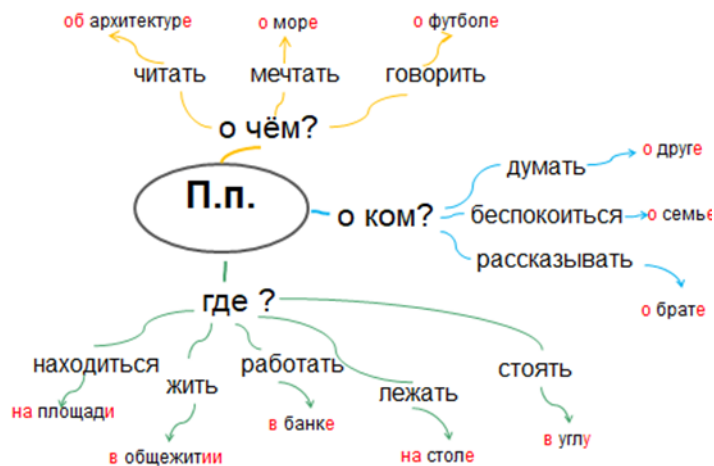 об архитектуре
о море
о футболе
читать
мечтать
говорить
о чём?
П.п.
о ком?
думать
о друге
беспокоиться
о семье
рассказывать
о брате
где ?
находиться
жить
работать
лежать
стоять
на площади
в общежитии
в банке
на столе
в углу